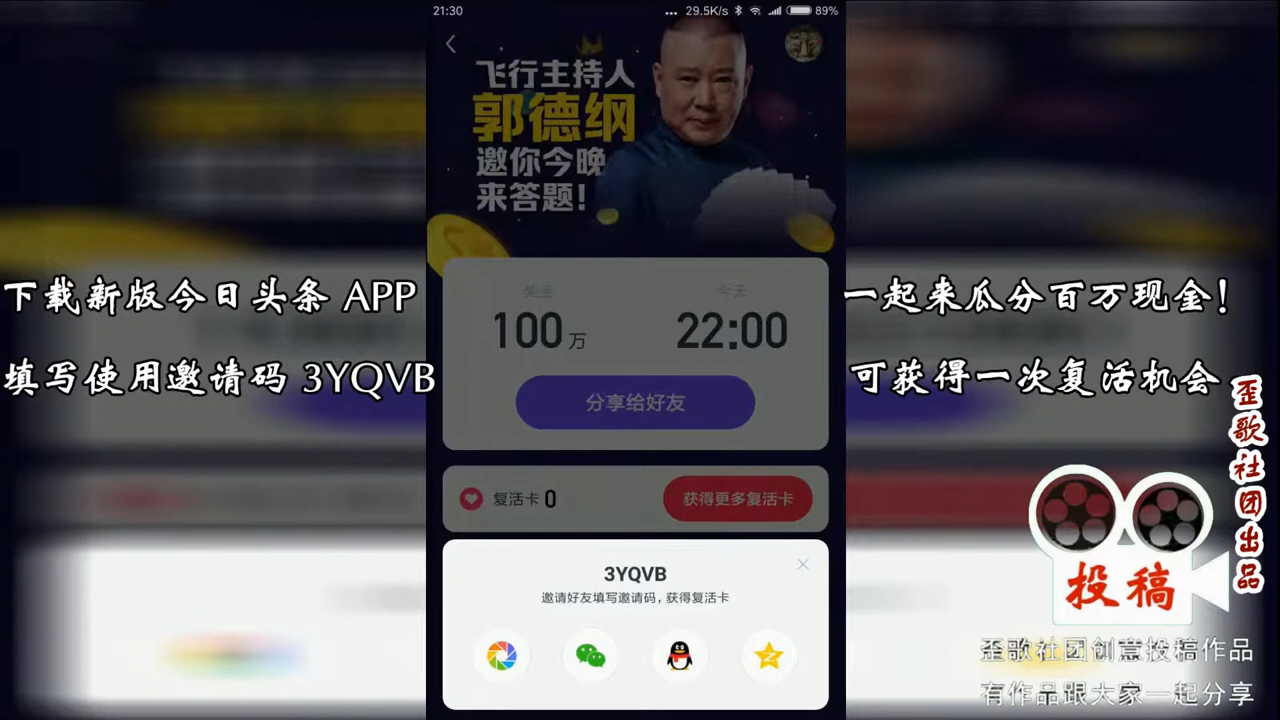 21:30
... 29.5K/s 89%
飞行主持人
郭德纲
邀你今晚
来答题!
下载新版今日头条 APP 一起来瓜分百万现金!
奖金 今天
100万 22:00
填写使用邀请码 3YQVB 可获得一次复活机会
分享给好友
复活卡 0 获得更多复活卡
3YQVB
邀请好友填写邀请码,获得复活卡
歪歌社团出品
投稿
歪歌社团创意投稿作品
有作品跟大家一起分享